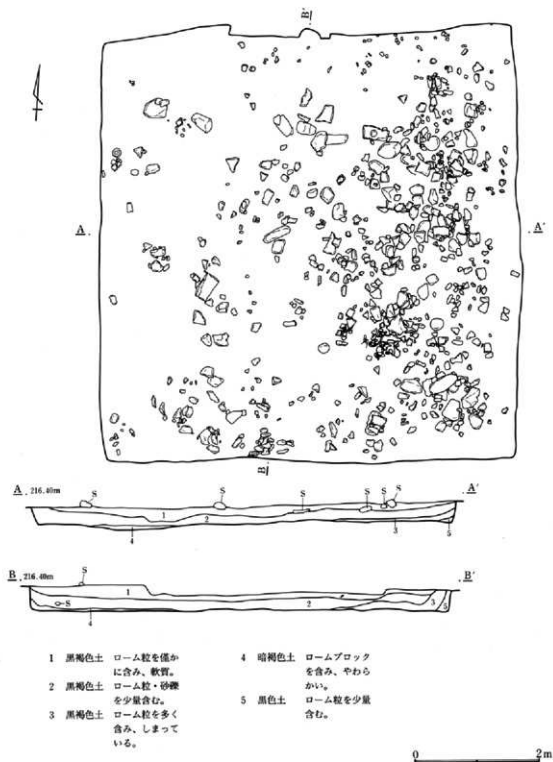 B′
A
A′
B
A 216.40m
S
S
S
S
S
S
A′
1
2
3
4
5
B 216.40m
S
B′
1
S
2
3
5
4
1 黒褐色土 ローム粒を僅か
に含み、軟質。
2 黒褐色土 ローム粒・砂礫
を少量含む。
3 黒褐色土 ローム粒を多く
含み、しまって
いる。
4 暗褐色土 ロームブロック
を含み、やわら
かい。
5 黒色土 ローム粒を少量
含む。
0 2m